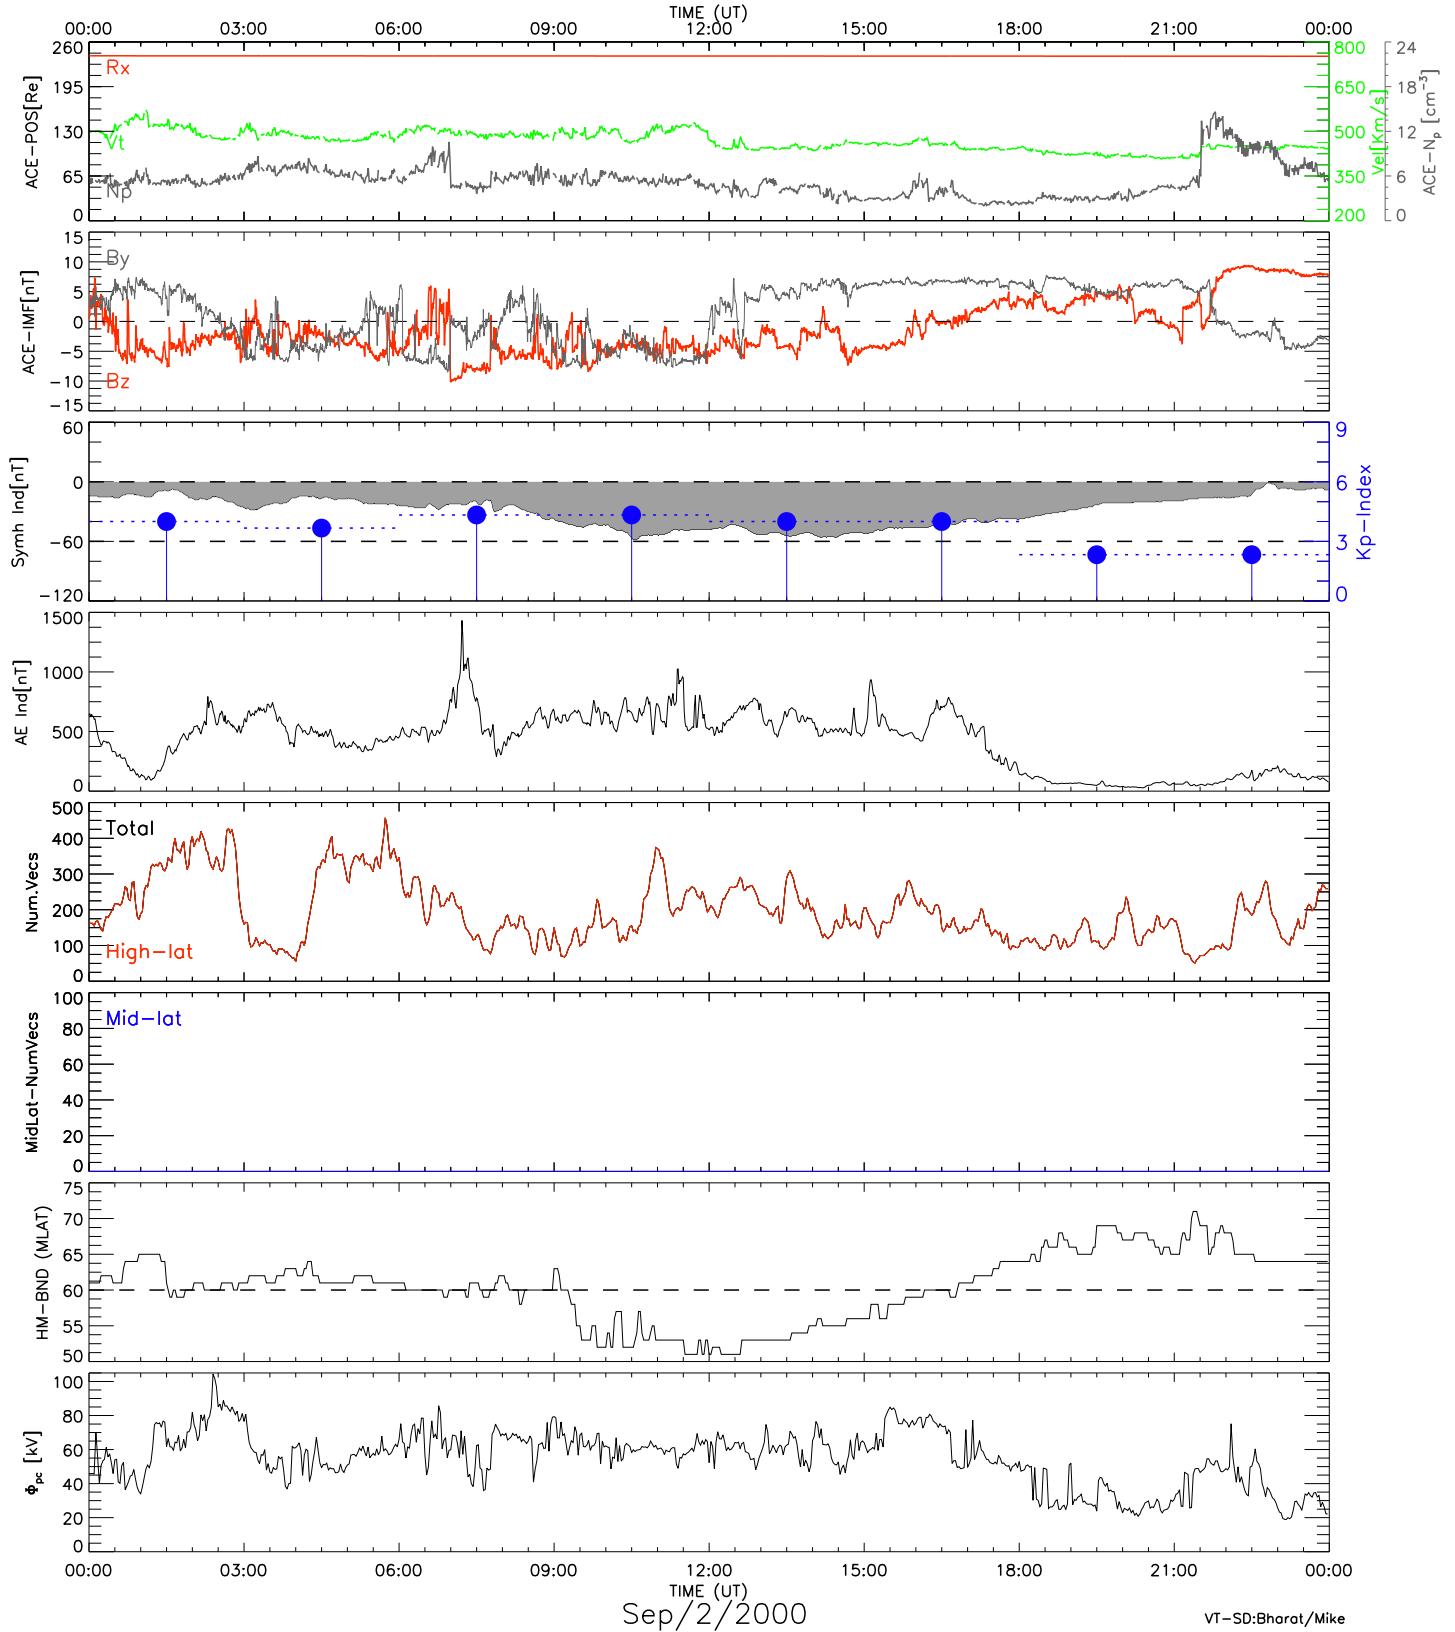 TIME (UT)
00:00 03:00 06:00 09:00 12:00 15:00 18:00 21:00 00:00
260 195 130 65 0
ACE-POS[Re]
Rx
Vt
Np
800 650 500 350 200
Vel[Km/s]
24 18 12 6 0
ACE-Np [cm⁻³]
15 10 5 0 -5 -10 -15
ACE-IMF[nT]
By
Bz
60 0 -60 -120
Symh Ind[nT]
9 6 3 0
Kp-Index
1500 1000 500 0
AE Ind[nT]
500 400 300 200 100 0
Num.Vecs
Total
High-lat
100 80 60 40 20 0
MidLat-NumVecs
Mid-lat
75 70 65 60 55 50
HM-BND (MLAT)
100 80 60 40 20 0
Φpc [kV]
00:00 03:00 06:00 09:00 12:00 15:00 18:00 21:00 00:00
TIME (UT)
Sep/2/2000
VT-SD:Bharat/Mike